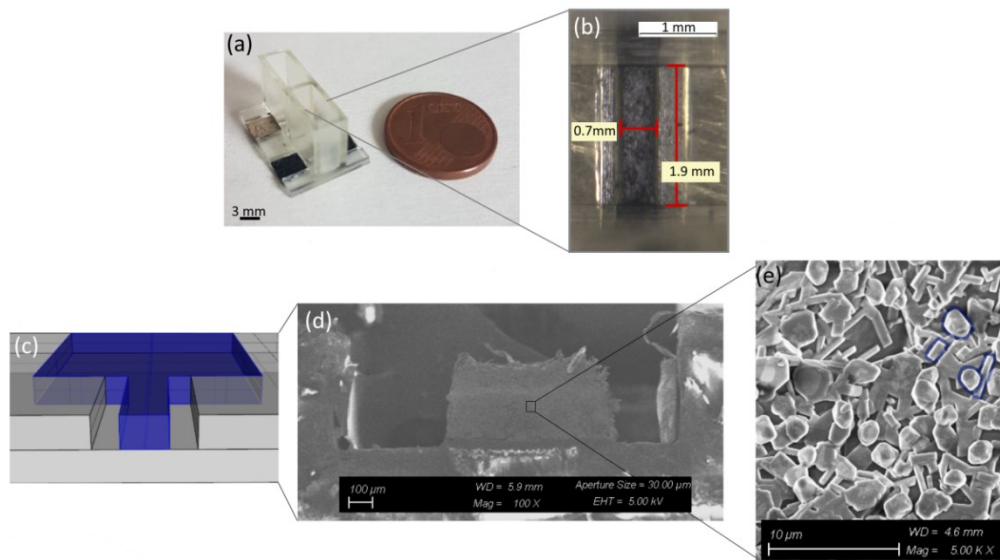 (a)
3 mm
(b)
1 mm
0.7mm
1.9 mm
(c)
(d)
100 µm
WD = 5.9 mm
Mag = 100 X
Aperture Size = 30.00 µm
EHT = 5.00 kV
(e)
10 µm
WD = 4.6 mm
Mag = 5.00 K X